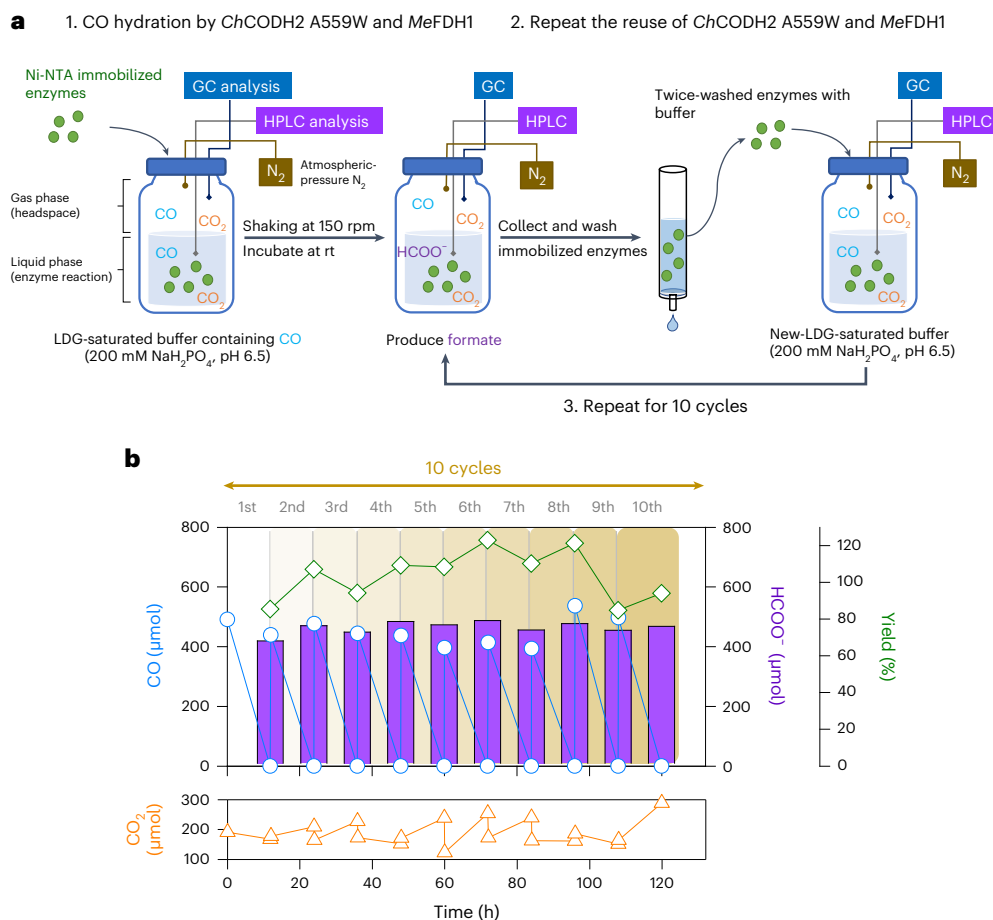 a
1. CO hydration by ChCODH2 A559W and MeFDH1
2. Repeat the reuse of ChCODH2 A559W and MeFDH1
Ni-NTA immobilized
enzymes
GC analysis
HPLC analysis
N₂
Atmospheric-
pressure N₂
Gas phase
(headspace)
Liquid phase
(enzyme reaction)
CO
CO₂
CO
CO₂
LDG-saturated buffer containing CO
(200 mM NaH₂PO₄, pH 6.5)
Shaking at 150 rpm
Incubate at rt
GC
HPLC
N₂
CO
CO₂
HCOO⁻
CO₂
Produce formate
Collect and wash
immobilized enzymes
Twice-washed enzymes with
buffer
GC
HPLC
N₂
CO
CO₂
CO
CO₂
New-LDG-saturated buffer
(200 mM NaH₂PO₄, pH 6.5)
3. Repeat for 10 cycles
b
10 cycles
1st 2nd 3rd 4th 5th 6th 7th 8th 9th 10th
CO (µmol)
800
600
400
200
0
800
600
400
200
0
HCOO⁻ (µmol)
120
100
80
60
40
20
0
Yield (%)
CO₂
(µmol)
300
200
100
0 20 40 60 80 100 120
Time (h)